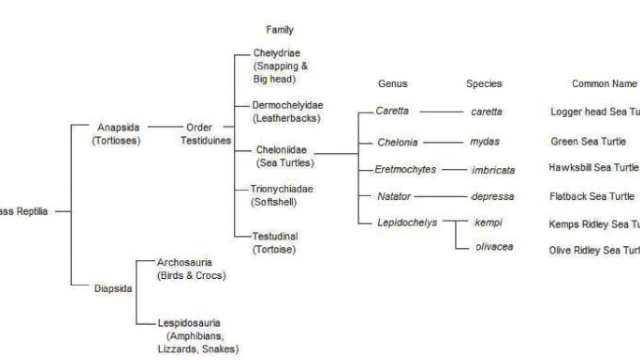 Family
Chelydriae
(Snapping &
Big head)
Genus Species Common Name
Dermochelyidae
(Leatherbacks)
Caretta caretta Logger head Sea Tu
Anapsida
(Tortioses)
Order
Testiduines
Cheloniidae
(Sea Turtles)
Chelonia mydas Green Sea Turtle
Eretmochytes imbricata Hawksbill Sea Turtle
Trionychiadae
(Softshell)
Natator depressa Flatback Sea Turtle
ass Reptilia
Lepidochelys kempi Kemps Ridley Sea Tu
Testudinal
(Tortoise)
olivacea Olive Ridley Sea Turt
Archosauria
(Birds & Crocs)
Diapsida
Lespidosauria
(Amphibians,
Lizzards, Snakes)